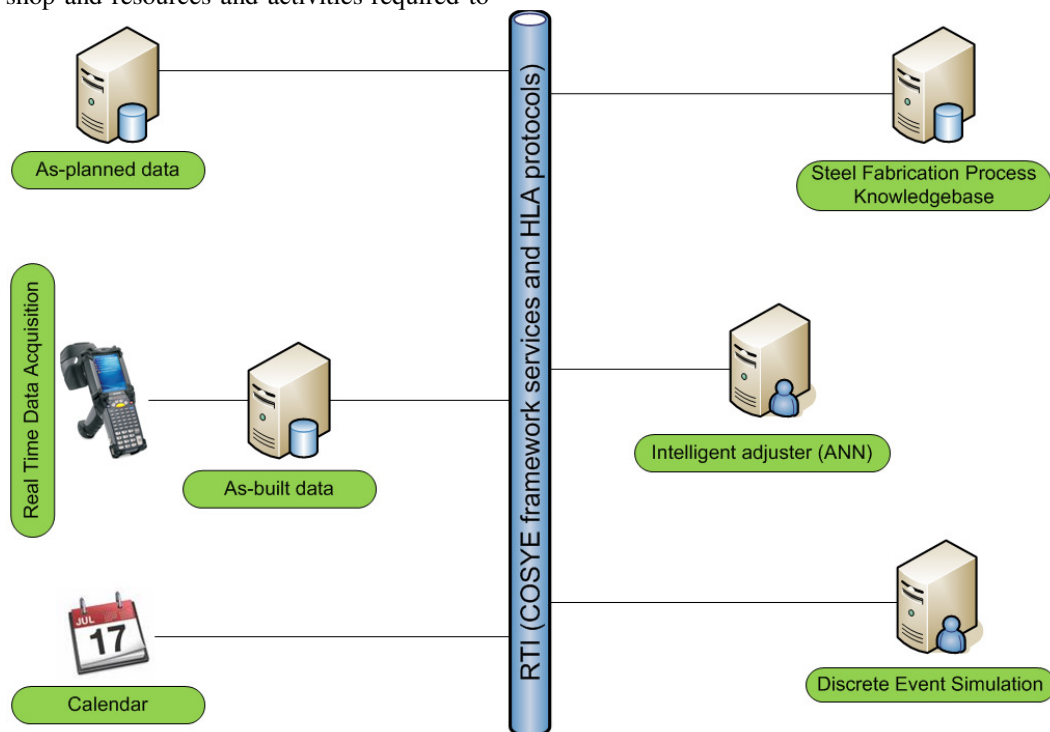 shop and resources and activities required to
As-planned data
Steel Fabrication Process
Knowledgebase
RTI (COSYE framework services and HLA protocols)
Real Time Data Acquisition
As-built data
Intelligent adjuster (ANN)
JUL
17
Calendar
Discrete Event Simulation